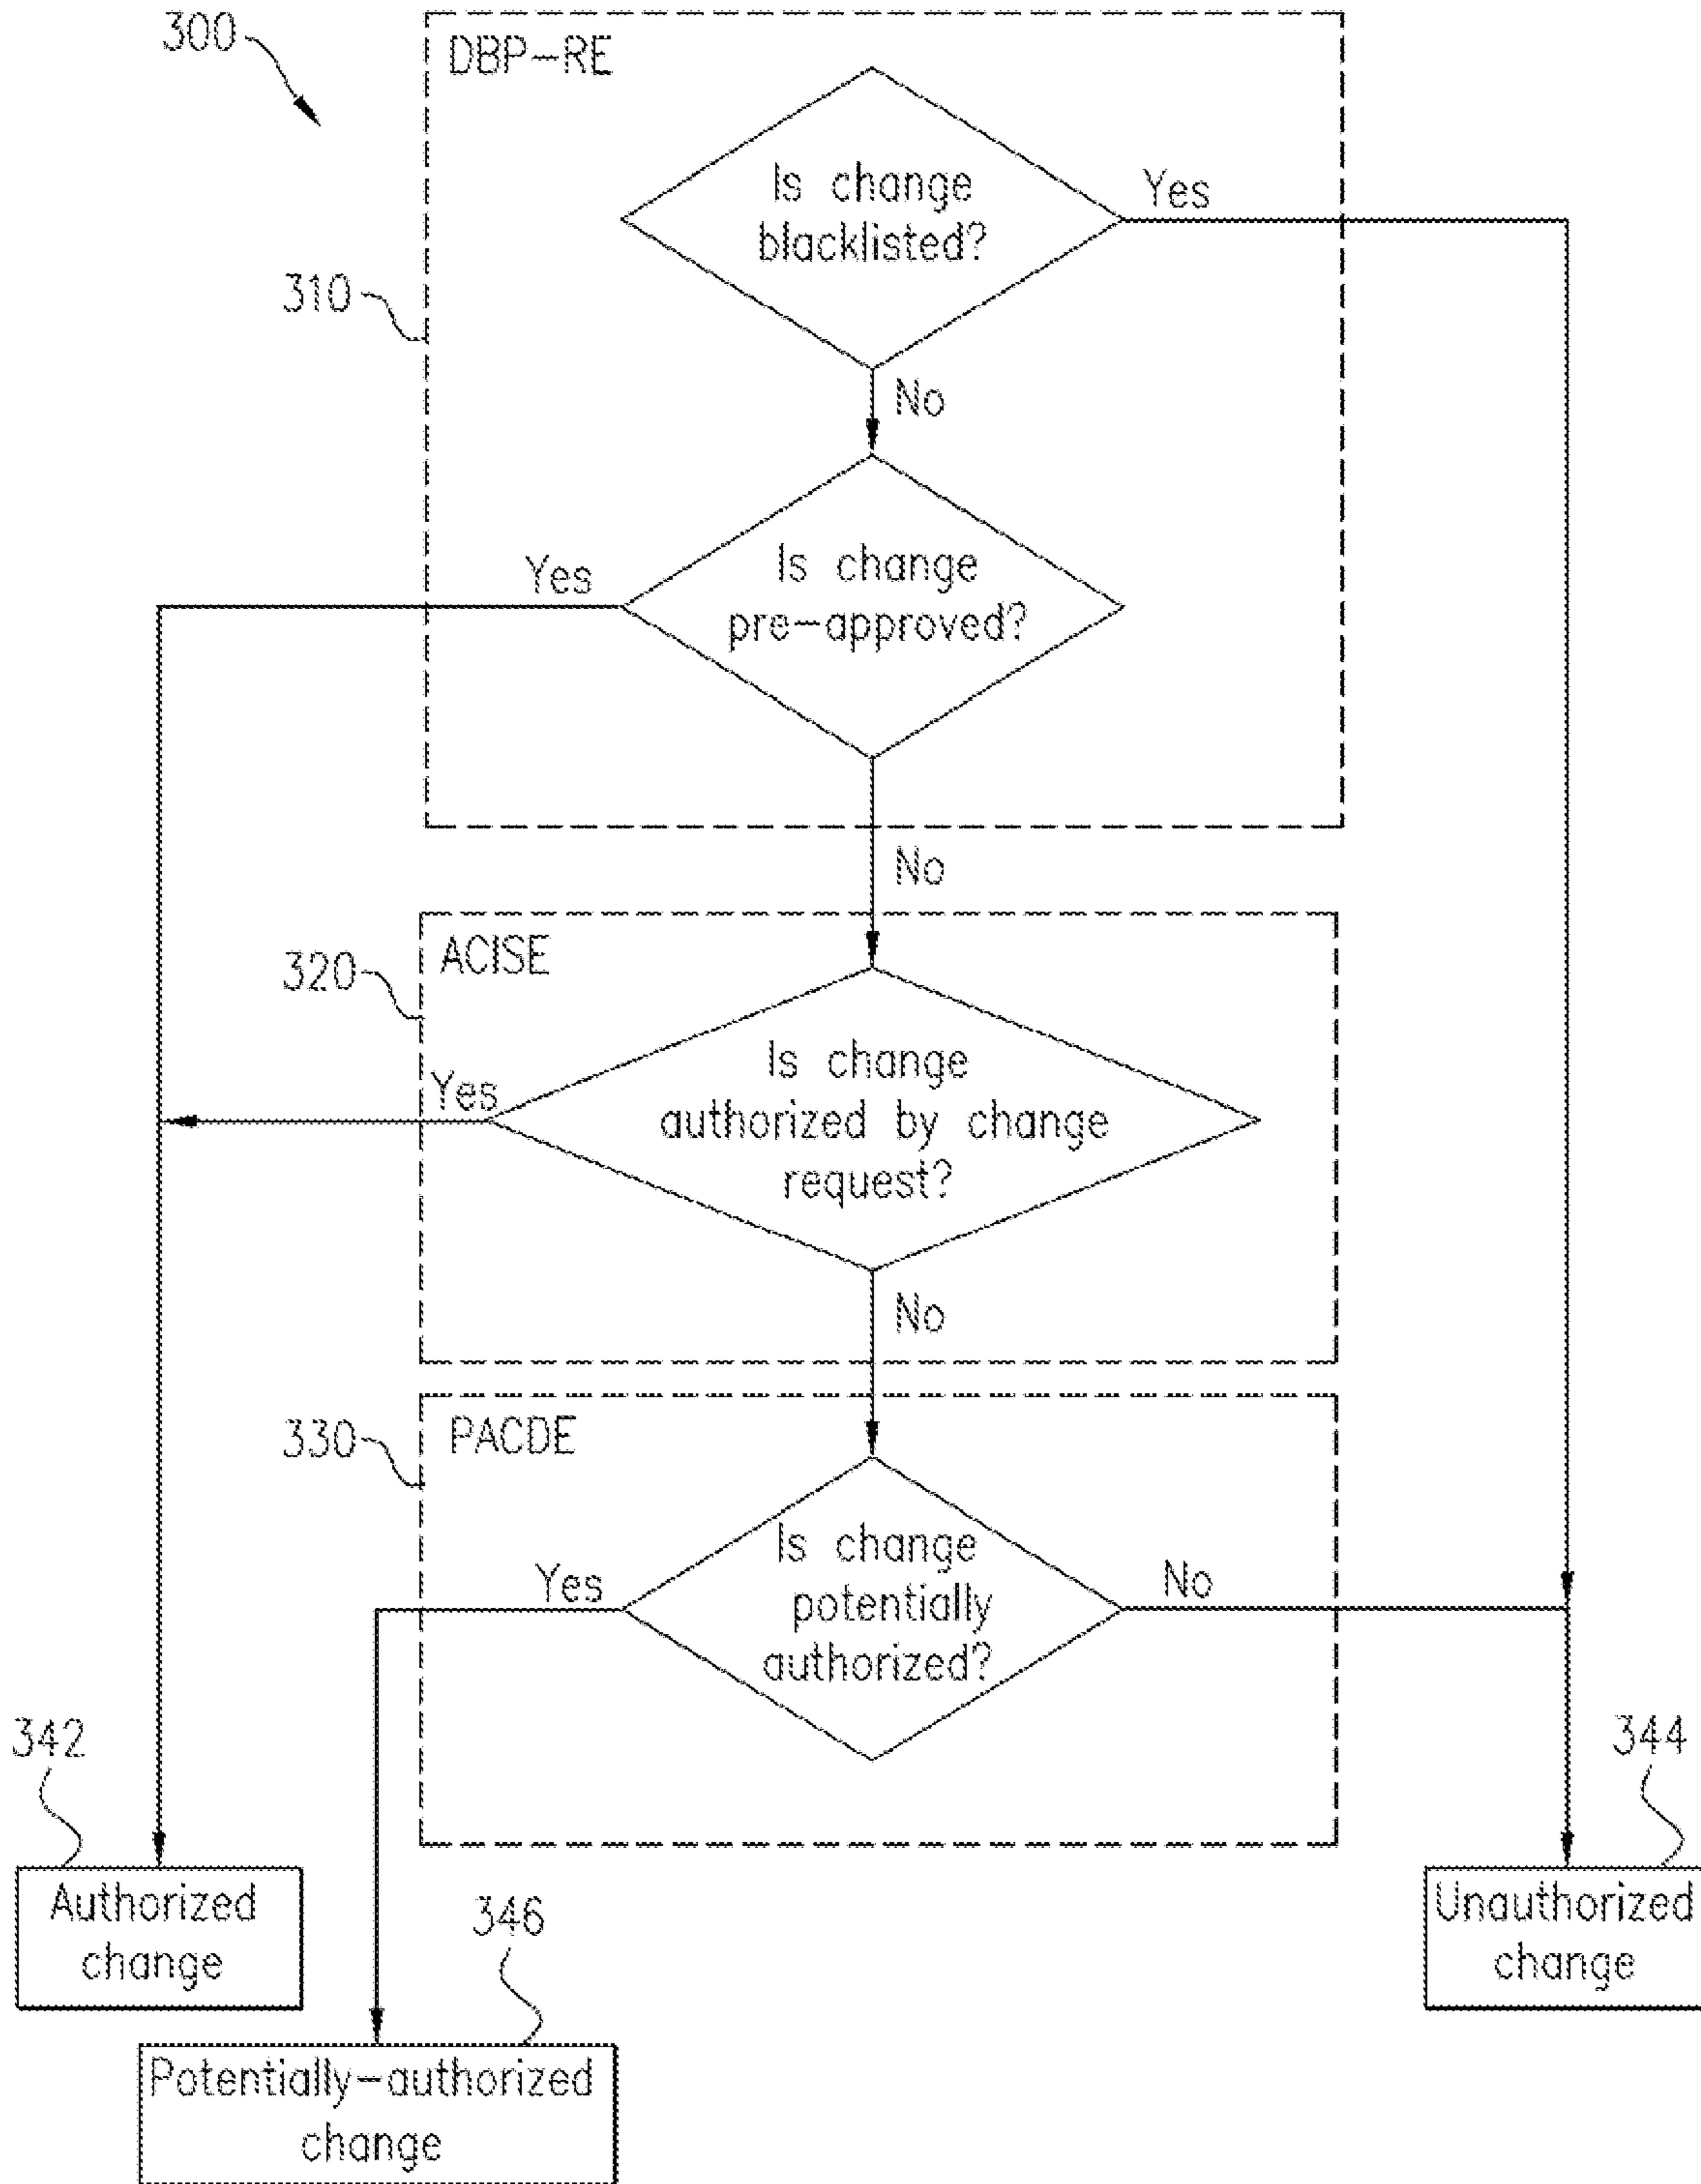 300
DBP-RE
Is change
blacklisted?
Yes
310
No
Is change
pre-approved?
Yes
No
320
ACISE
Is change
authorized by change
request?
Yes
No
330
PACDE
Is change
potentially
authorized?
Yes
No
342
344
Authorized
change
346
Unauthorized
change
Potentially-authorized
change